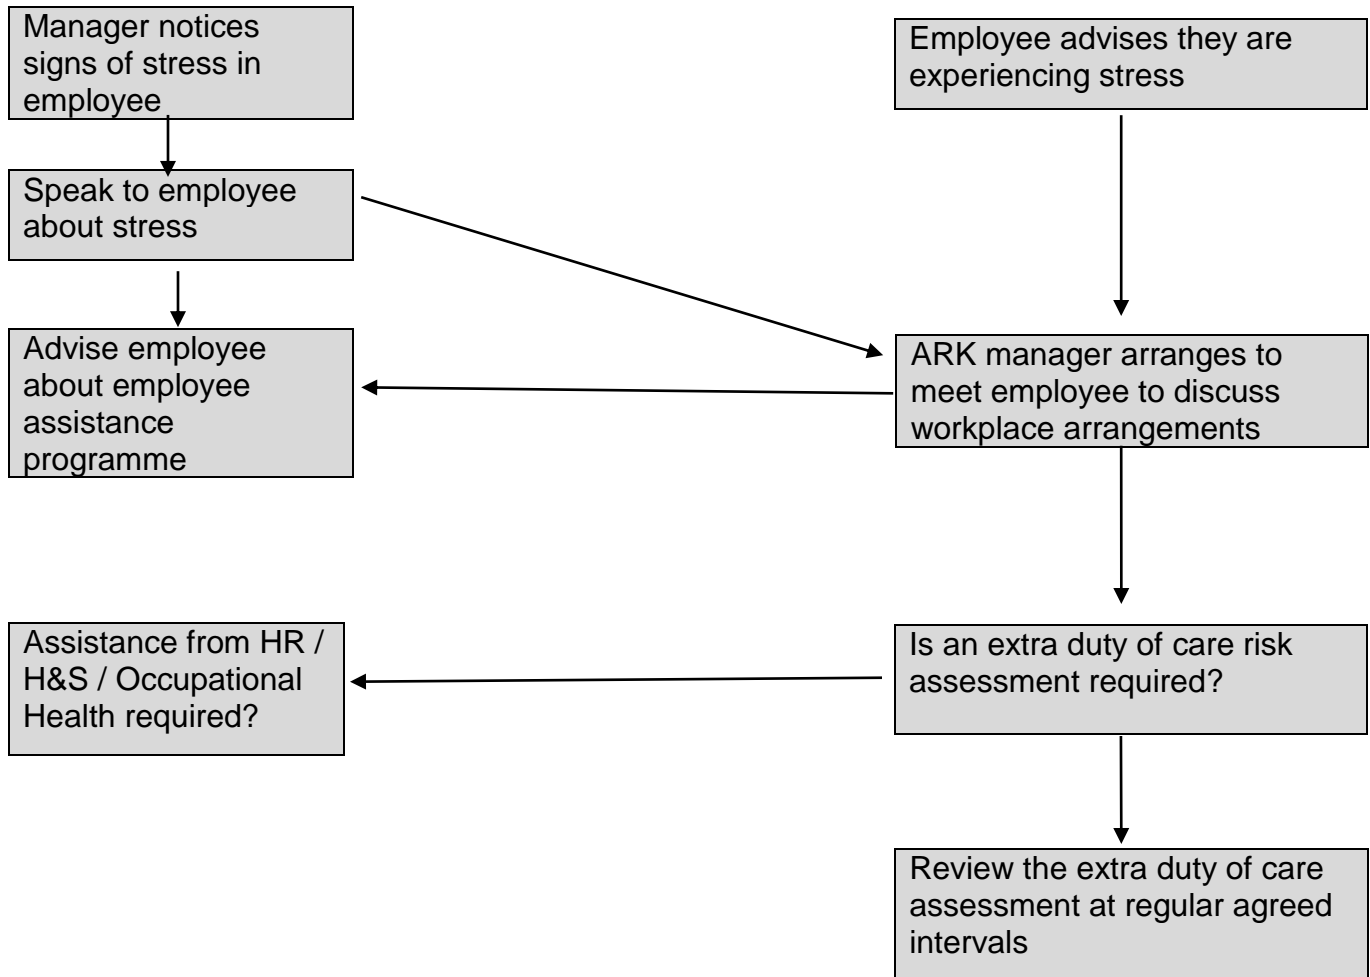 Manager notices
signs of stress in
employee
Employee advises they are
experiencing stress
Speak to employee
about stress
Advise employee
about employee
assistance
programme
ARK manager arranges to
meet employee to discuss
workplace arrangements
Assistance from HR /
H&S / Occupational
Health required?
Is an extra duty of care risk
assessment required?
Review the extra duty of care
assessment at regular agreed
intervals